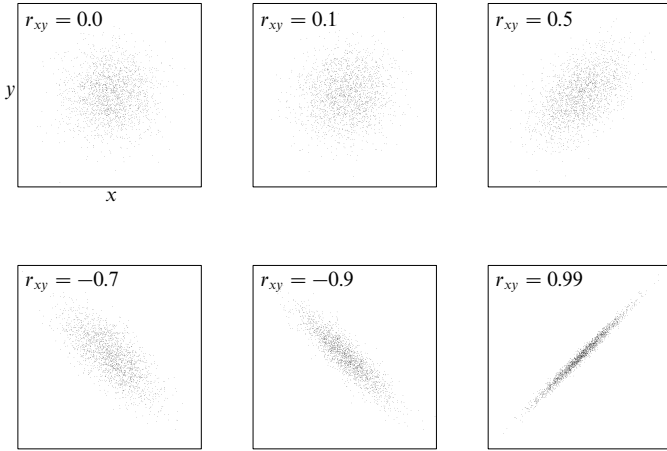 r_xy = 0.0
r_xy = 0.1
r_xy = 0.5
y
x
r_xy = −0.7
r_xy = −0.9
r_xy = 0.99